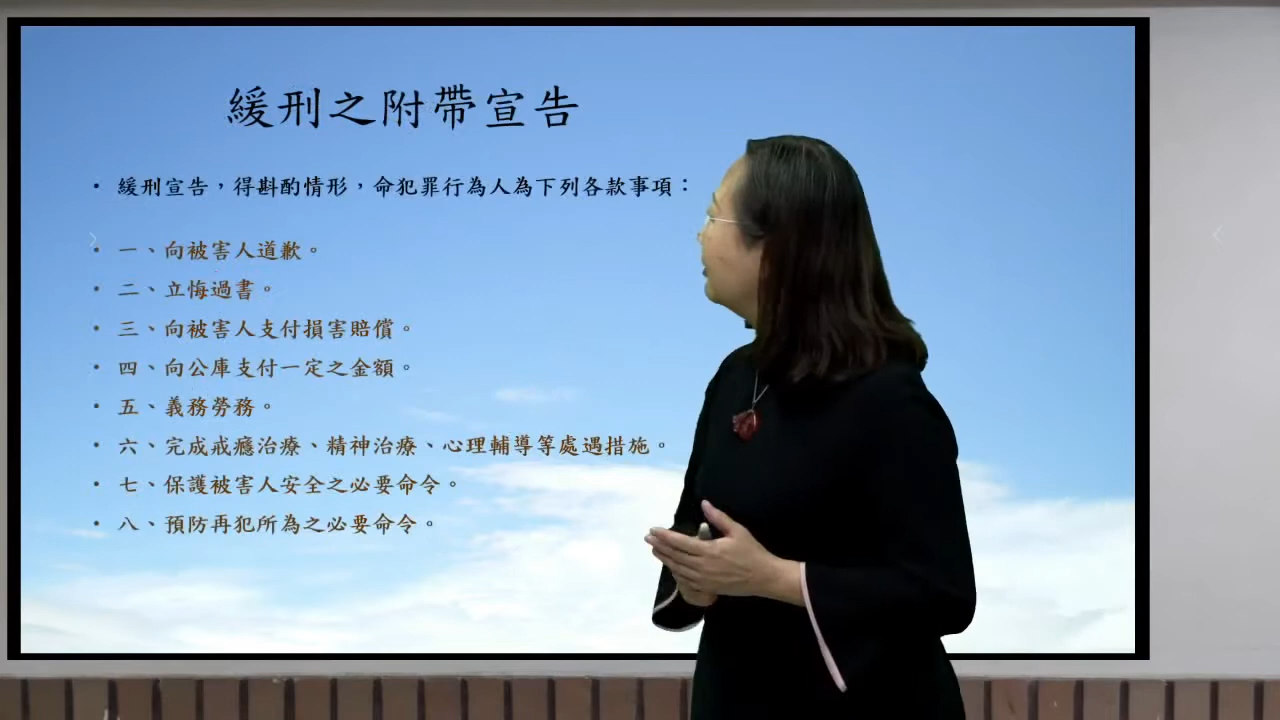 緩刑之附帶宣告
• 緩刑宣告，得斟酌情形，命犯罪行為人為下列各款事項：
• 一、向被害人道歉。
• 二、立悔過書。
• 三、向被害人支付損害賠償。
• 四、向公庫支付一定之金額。
• 五、義務勞務。
• 六、完成戒癮治療、精神治療、心理輔導等處遇措施。
• 七、保護被害人安全之必要命令。
• 八、預防再犯所為之必要命令。